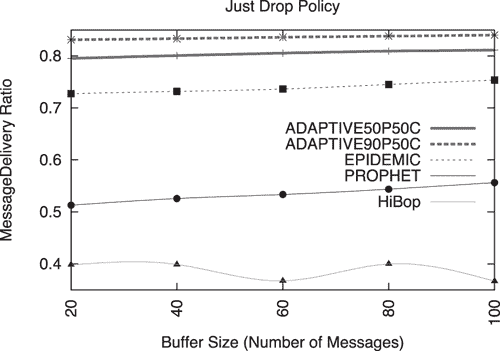 Just Drop Policy
MessageDelivery Ratio
0.8
0.7
0.6
0.5
0.4
ADAPTIVE50P50C
ADAPTIVE90P50C
EPIDEMIC
PROPHET
HiBop
20
40
60
80
100
Buffer Size (Number of Messages)